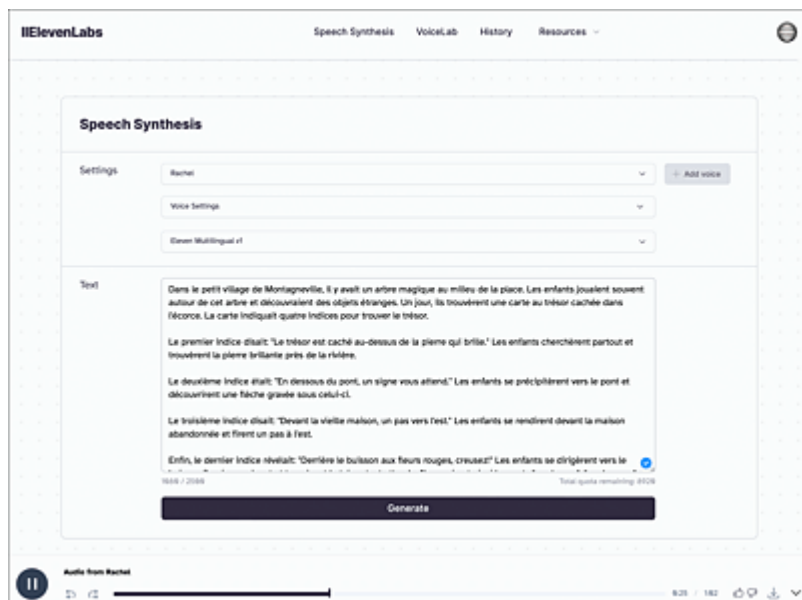 IIElevenLabs
Speech Synthesis
VoiceLab
History
Resources
Speech Synthesis
Settings
Rachel
+ Add voice
Voice Settings
Eleven Multilingual v1
Text
Dans le petit village de Montagneville, il y avait un arbre magique au milieu de la place. Les enfants jouaient souvent
autour de cet arbre et découvraient des objets étranges. Un jour, ils trouvèrent une carte au trésor cachée dans
l'écorce. La carte indiquait quatre indices pour trouver le trésor.
Le premier indice disait: "Le trésor est caché au-dessus de la pierre qui brille." Les enfants cherchèrent partout et
trouvèrent la pierre brillante près de la rivière.
Le deuxième indice était: "En dessous du pont, un signe vous attend." Les enfants se précipitèrent vers le pont et
découvrirent une flèche gravée sous celui-ci.
Le troisième indice disait: "Devant la vieille maison, un pas vers l'est." Les enfants se rendirent devant la maison
abandonnée et firent un pas à l'est.
Enfin, le dernier indice révélait: "Derrière le buisson aux fleurs rouges, creusez!" Les enfants se dirigèrent vers le
Total quota remaining:
Generate
Audio from Rachel